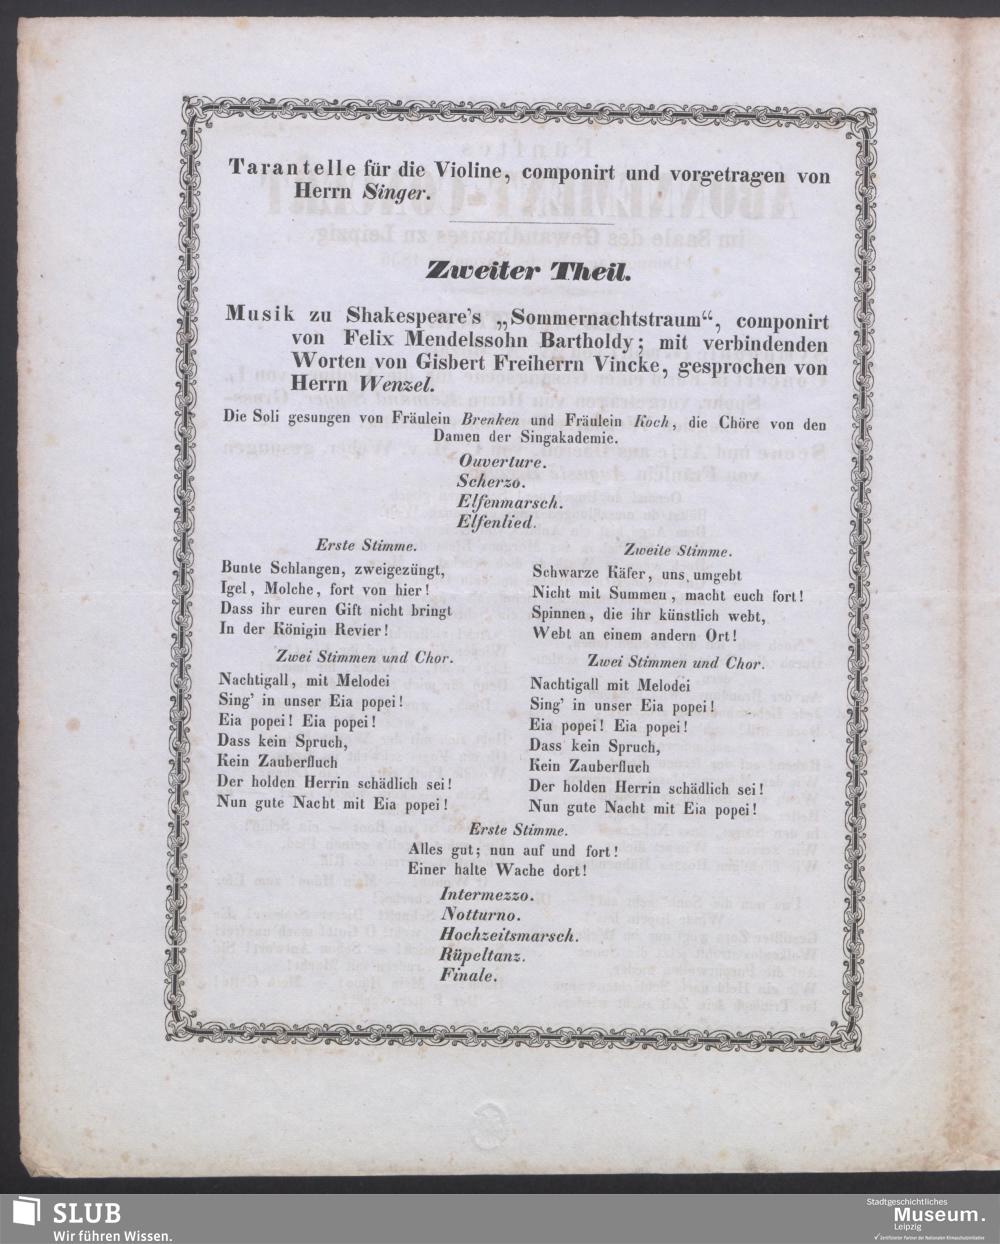 Tarantelle für die Violine, componirt und vorgetragen von
Herrn Singer.
Zweiter Theil.
Musik zu Shakespeare's „Sommernachtstraum“, componirt
von Felix Mendelssohn Bartholdy; mit verbindenden
Worten von Gisbert Freiherrn Vincke, gesprochen von
Herrn Wenzel.
Die Soli gesungen von Fräulein Brenken und Fräulein Koch, die Chöre von den
Damen der Singakademie.
Ouverture.
Scherzo.
Elfenmarsch.
Elfenlied.
Erste Stimme.
Bunte Schlangen, zweigezüngt,
Igel, Molche, fort von hier!
Dass ihr euren Gift nicht bringt
In der Königin Revier!
Zwei Stimmen und Chor.
Nachtigall, mit Melodei
Sing' in unser Eia popei!
Eia popei! Eia popei!
Dass kein Spruch,
Kein Zauberfluch
Der holden Herrin schädlich sei!
Nun gute Nacht mit Eia popei!
Zweite Stimme.
Schwarze Käfer, uns umgebt
Nicht mit Summen, macht euch fort!
Spinnen, die ihr künstlich webt,
Webt an einem andern Ort!
Zwei Stimmen und Chor.
Nachtigall mit Melodei
Sing' in unser Eia popei!
Eia popei! Eia popei!
Dass kein Spruch,
Kein Zauberfluch
Der holden Herrin schädlich sei!
Nun gute Nacht mit Eia popei!
Erste Stimme.
Alles gut; nun auf und fort!
Einer halte Wache dort!
Intermezzo.
Notturno.
Hochzeitsmarsch.
Rüpeltanz.
Finale.
SLUB
Wir führen Wissen.
Stadtgeschichtliches
Museum.
Leipzig
Zertifizierter Partner der Nationalen Klimaschutzinitiative